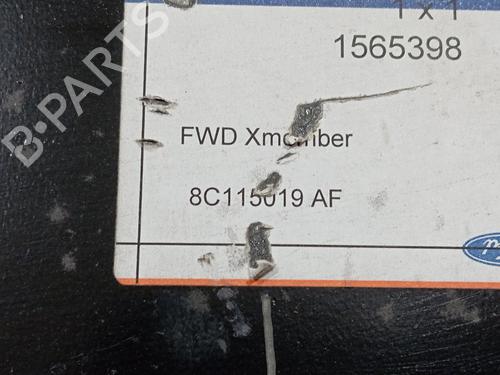 1 x 1
1565398
FWD Xmember
8C115019 AF
B-PARTS